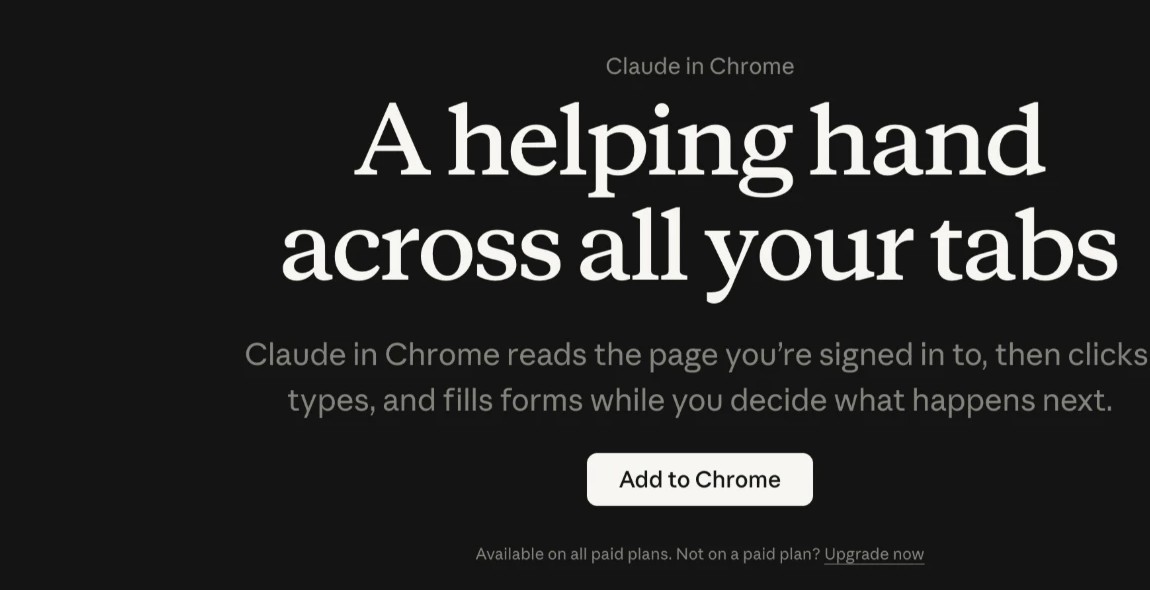 Claude in Chrome
A helping hand
across all your tabs
Claude in Chrome reads the page you’re signed in to, then clicks
types, and fills forms while you decide what happens next.
Add to Chrome
Available on all paid plans. Not on a paid plan? Upgrade now